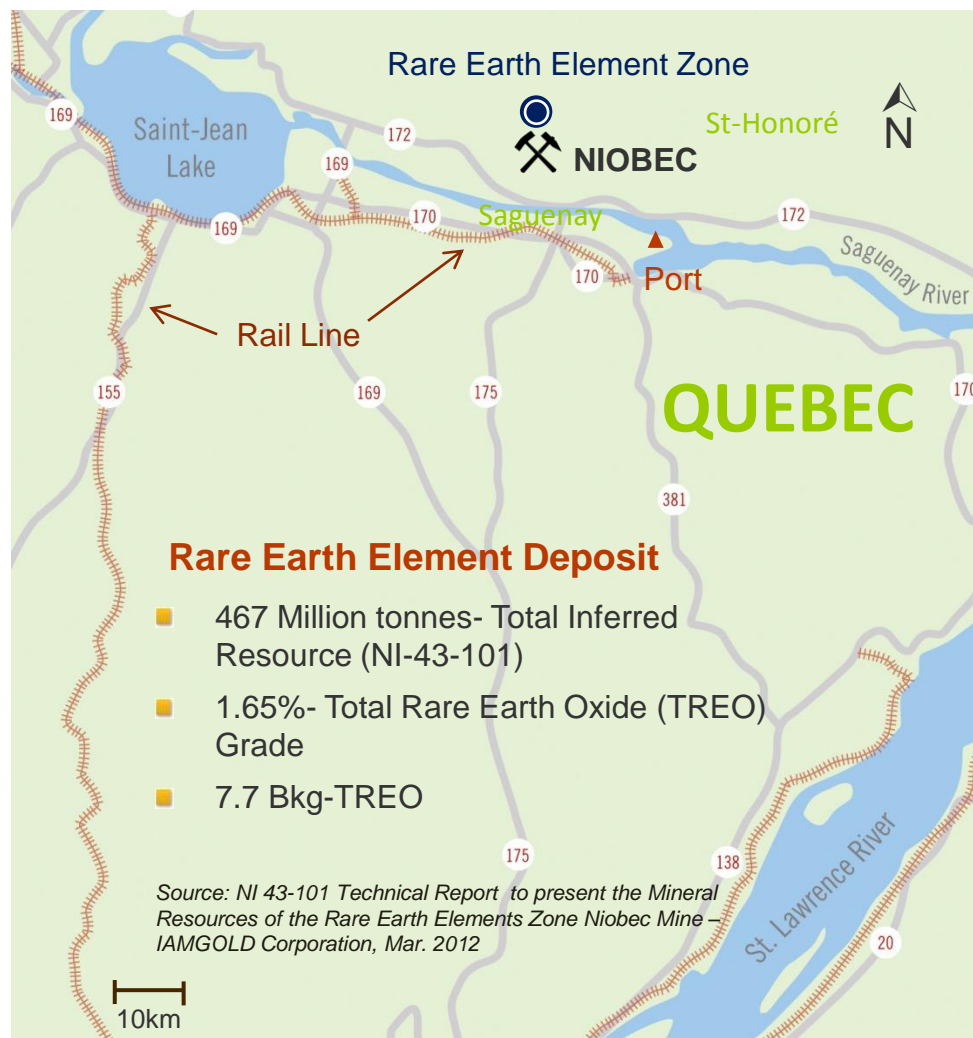 Rare Earth Element Zone
169
Saint-Jean
Lake
172
St-Honoré
N
NIOBEC
169
169
170
Saguenay
172
Saguenay River
170
Port
Rail Line
155
169
175
QUEBEC
170
381
Rare Earth Element Deposit
467 Million tonnes- Total Inferred
Resource (NI-43-101)
1.65%- Total Rare Earth Oxide (TREO)
Grade
7.7 Bkg-TREO
175
138
St. Lawrence River
20
Source: NI 43-101 Technical Report to present the Mineral
Resources of the Rare Earth Elements Zone Niobec Mine –
IAMGOLD Corporation, Mar. 2012
10km